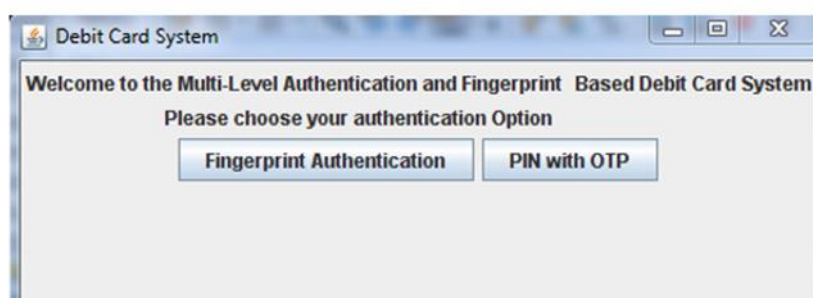 Debit Card System
Welcome to the Multi-Level Authentication and Fingerprint Based Debit Card System
Please choose your authentication Option
Fingerprint Authentication PIN with OTP